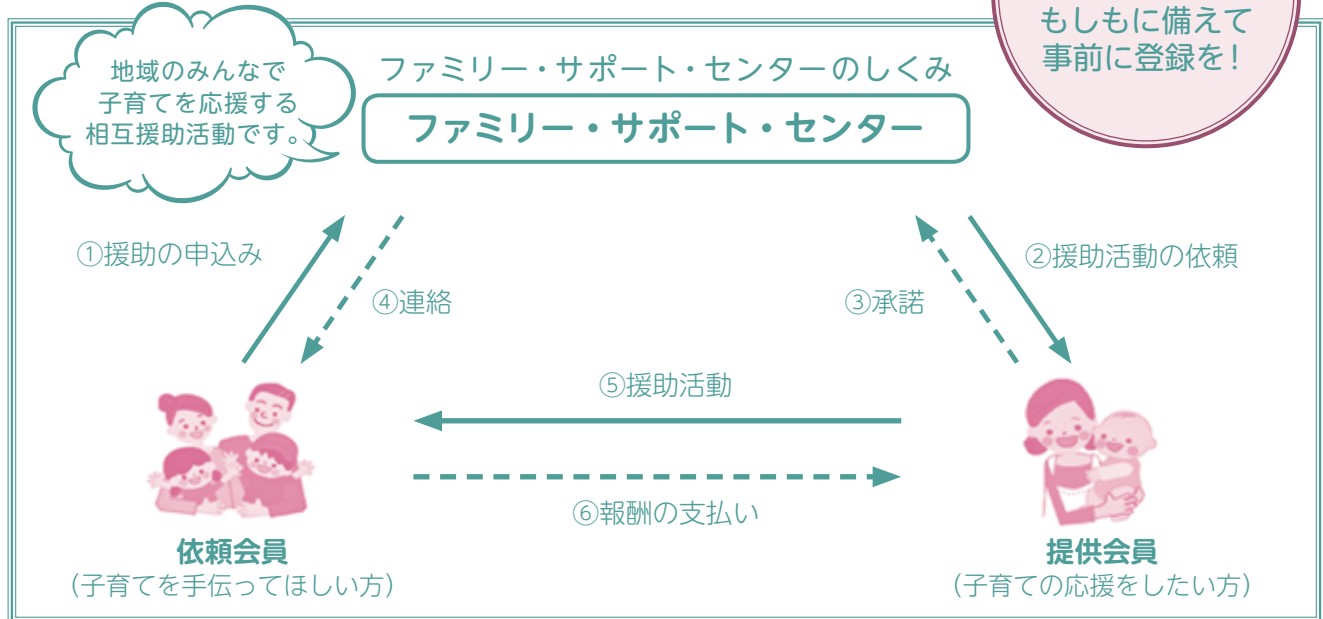 もしもに備えて
事前に登録を!
地域のみんなで
子育てを応援する
相互援助活動です。
ファミリー・サポート・センターのしくみ
ファミリー・サポート・センター
①援助の申込み
④連絡
③承諾
②援助活動の依頼
⑤援助活動
⑥報酬の支払い
依頼会員
(子育てを手伝ってほしい方)
提供会員
(子育ての応援をしたい方)